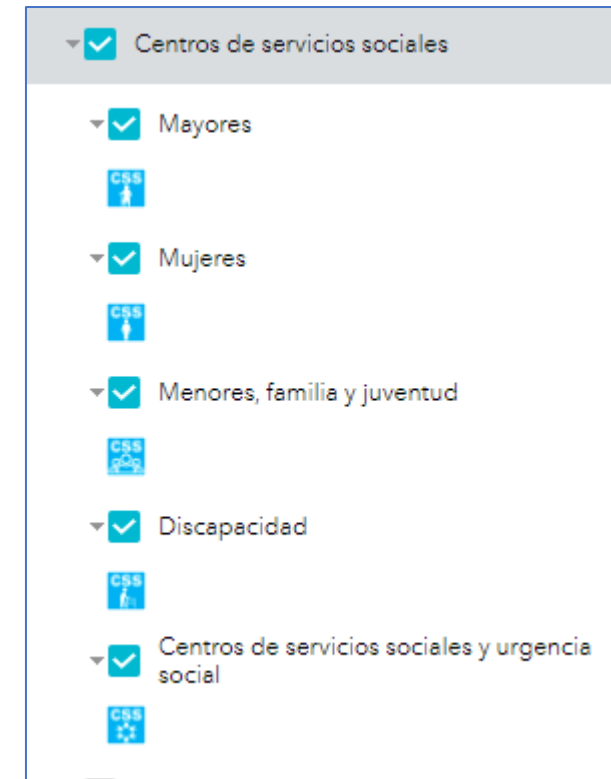 Centros de servicios sociales
Mayores
CSS
Mujeres
CSS
Menores, familia y juventud
CSS
Discapacidad
CSS
Centros de servicios sociales y urgencia
social
CSS